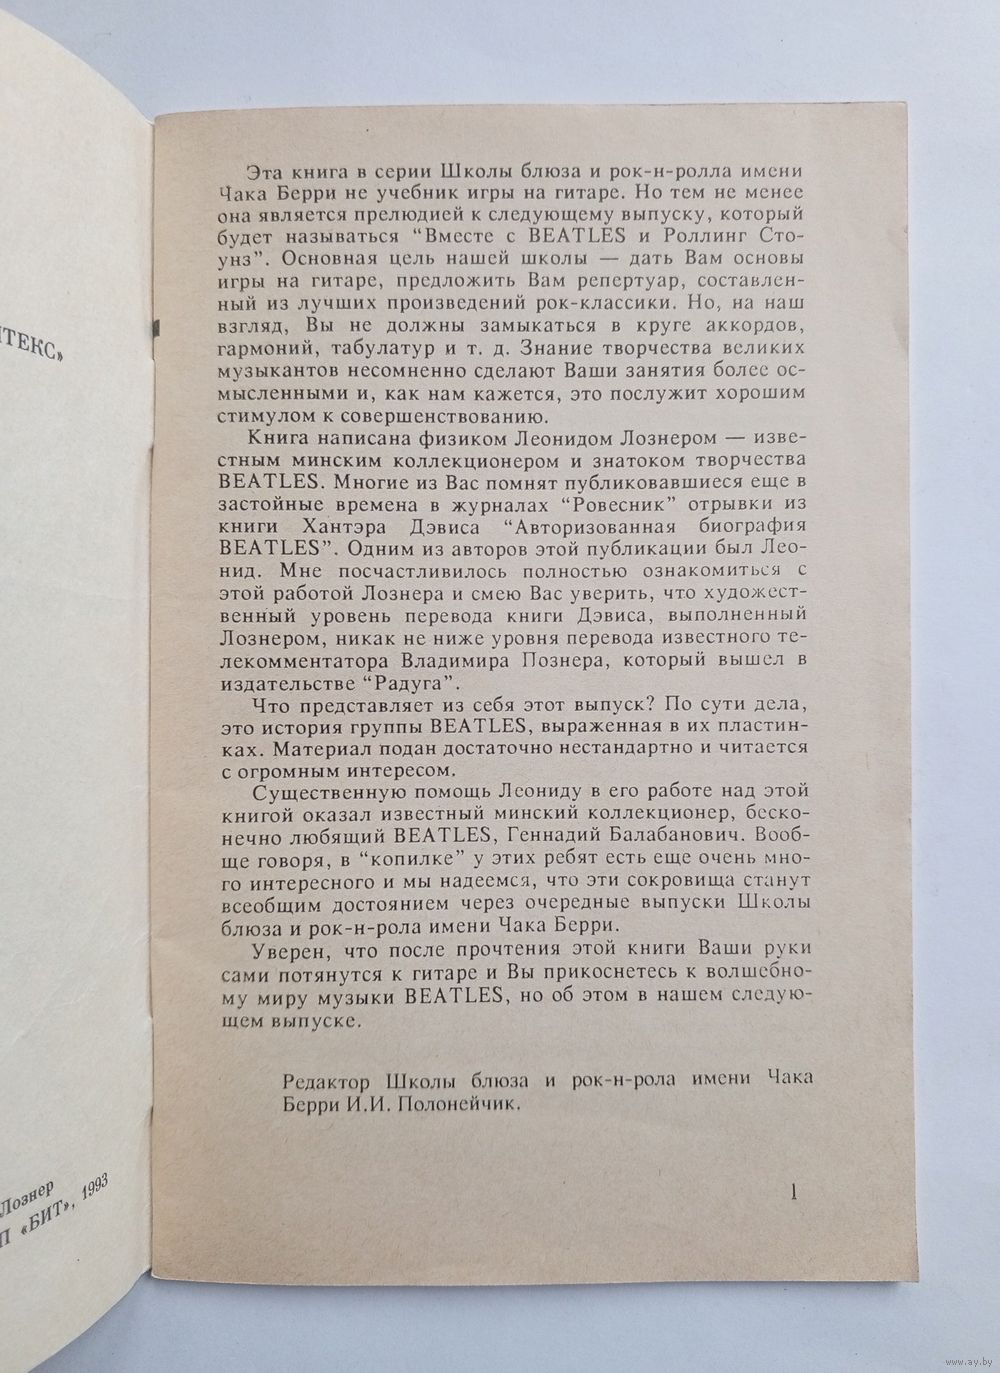 ІТЕКС»
Лознер
П «БИТ», 1993
Эта книга в серии Школы блюза и рок-н-ролла имени
Чака Берри не учебник игры на гитаре. Но тем не менее
она является прелюдией к следующему выпуску, который
будет называться “Вместе с BEATLES и Роллинг Сто-
унз”. Основная цель нашей школы — дать Вам основы
игры на гитаре, предложить Вам репертуар, составлен-
ный из лучших произведений рок-классики. Но, на наш
взгляд, Вы не должны замыкаться в круге аккордов,
гармоний, табулатур и т. д. Знание творчества великих
музыкантов несомненно сделают Ваши занятия более ос-
мысленными и, как нам кажется, это послужит хорошим
стимулом к совершенствованию.
Книга написана физиком Леонидом Лознером — изве-
стным минским коллекционером и знатоком творчества
BEATLES. Многие из Вас помнят публиковавшиеся еще в
застойные времена в журналах “Ровесник” отрывки из
книги Хантэра Дэвиса “Авторизованная биография
BEATLES”. Одним из авторов этой публикации был Лео-
нид. Мне посчастливилось полностью ознакомиться с
этой работой Лознера и смею Вас уверить, что художест-
венный уровень перевода книги Дэвиса, выполненный
Лознером, никак не ниже уровня перевода известного те-
лекомментатора Владимира Познера, который вышел в
издательстве “Радуга”.
Что представляет из себя этот выпуск? По сути дела,
это история группы BEATLES, выраженная в их пластин-
ках. Материал подан достаточно нестандартно и читается
с огромным интересом.
Существенную помощь Леониду в его работе над этой
книгой оказал известный минский коллекционер, беско-
нечно любящий BEATLES, Геннадий Балабанович. Вооб-
ще говоря, в “копилке” у этих ребят есть еще очень мно-
го интересного и мы надеемся, что эти сокровища станут
всеобщим достоянием через очередные выпуски Школы
блюза и рок-н-рола имени Чака Берри.
Уверен, что после прочтения этой книги Ваши руки
сами потянутся к гитаре и Вы прикоснетесь к волшебно-
му миру музыки BEATLES, но об этом в нашем следую-
щем выпуске.
Редактор Школы блюза и рок-н-рола имени Чака
Берри И.И. Полонейчик.
1
www.ay.by